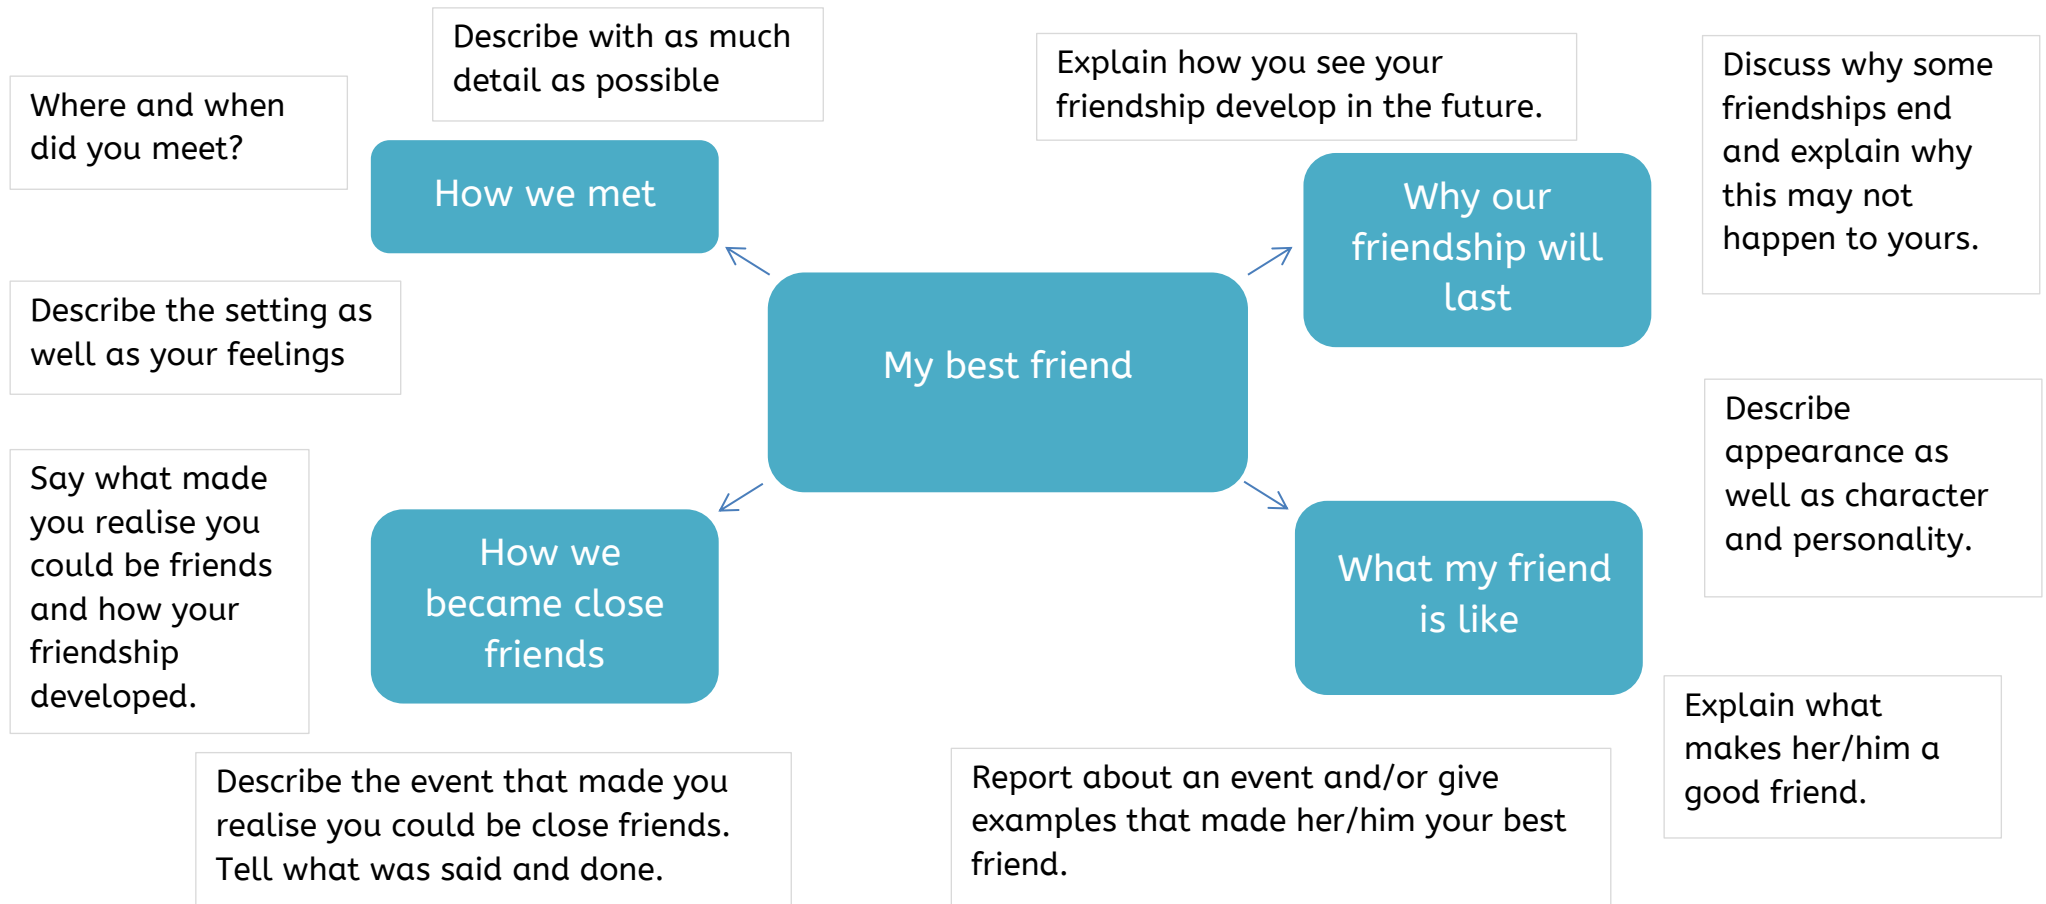 Describe with as much
detail as possible
Where and when
did you meet?
How we met
Describe the setting as
well as your feelings
Explain how you see your
friendship develop in the future.
Discuss why some
friendships end
and explain why
this may not
happen to yours.
Why our
friendship will
last
My best friend
Say what made
you realise you
could be friends
and how your
friendship
developed.
How we
became close
friends
Describe the event that made you
realise you could be close friends.
Tell what was said and done.
Describe
appearance as
well as character
and personality.
What my friend
is like
Explain what
makes her/him a
good friend.
Report about an event and/or give
examples that made her/him your best
friend.